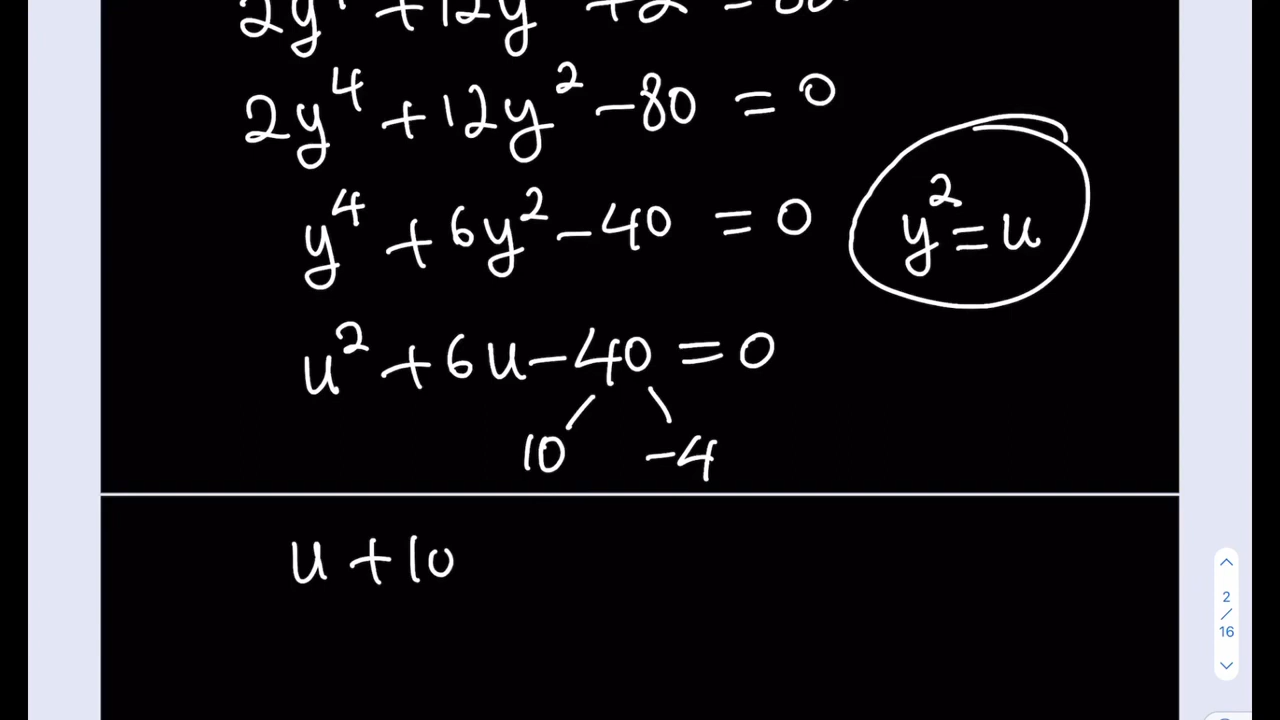 2y⁴ + 12y² - 80 = 0
y⁴ + 6y² - 40 = 0
y² = u
u² + 6u - 40 = 0
10 -4
u + 10
2
/
16